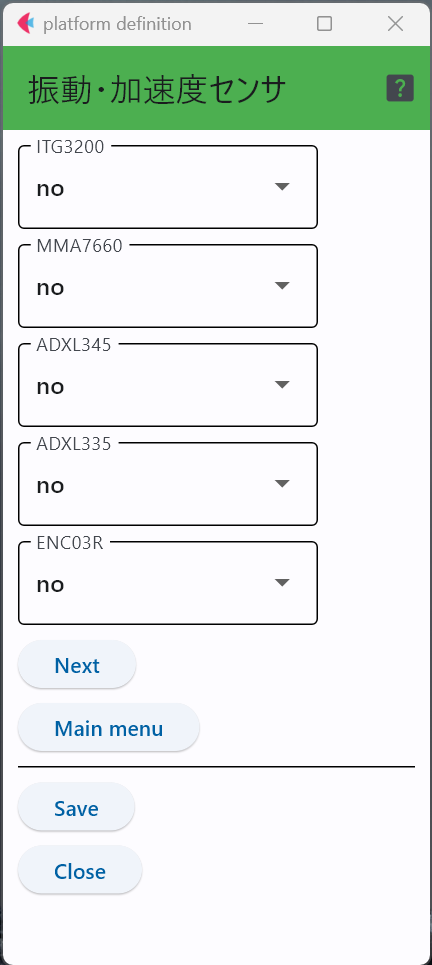 platform definition
振動・加速度センサ
ITG3200
no
MMA7660
no
ADXL345
no
ADXL335
no
ENC03R
no
Next
Main menu
Save
Close